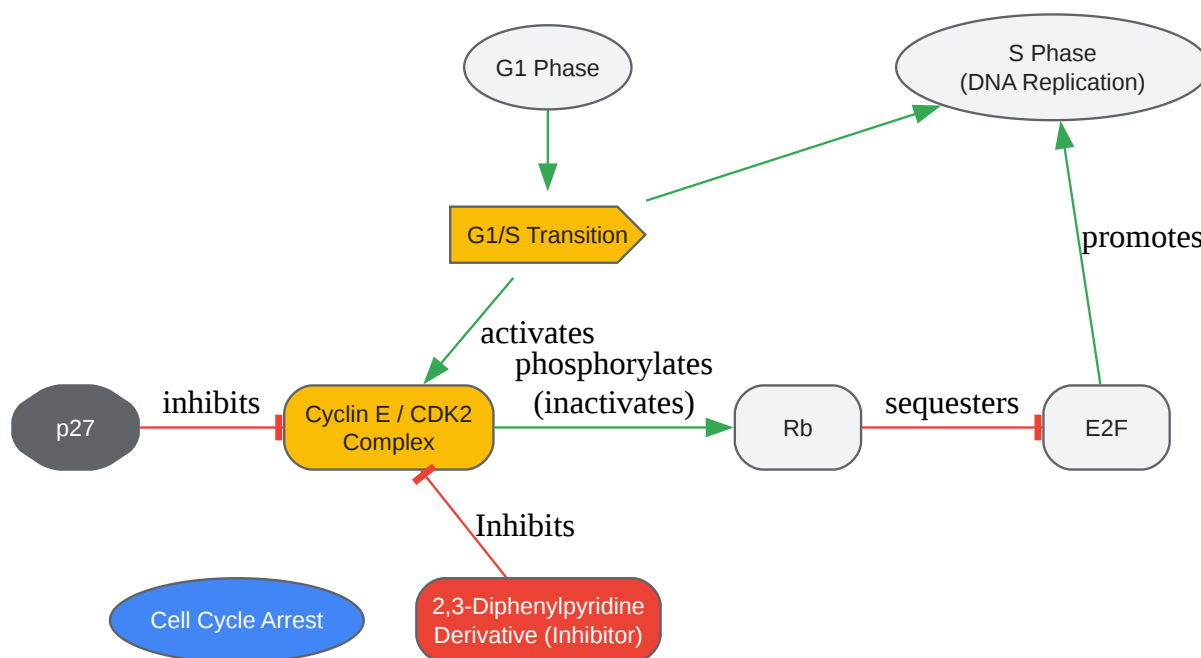 G1 Phase
S Phase
(DNA Replication)
G1/S Transition
promotes
activates
phosphorylates
(inactivates)
p27
inhibits
Cyclin E / CDK2
Complex
Rb
sequesters
E2F
Inhibits
Cell Cycle Arrest
2,3-Diphenylpyridine
Derivative (Inhibitor)